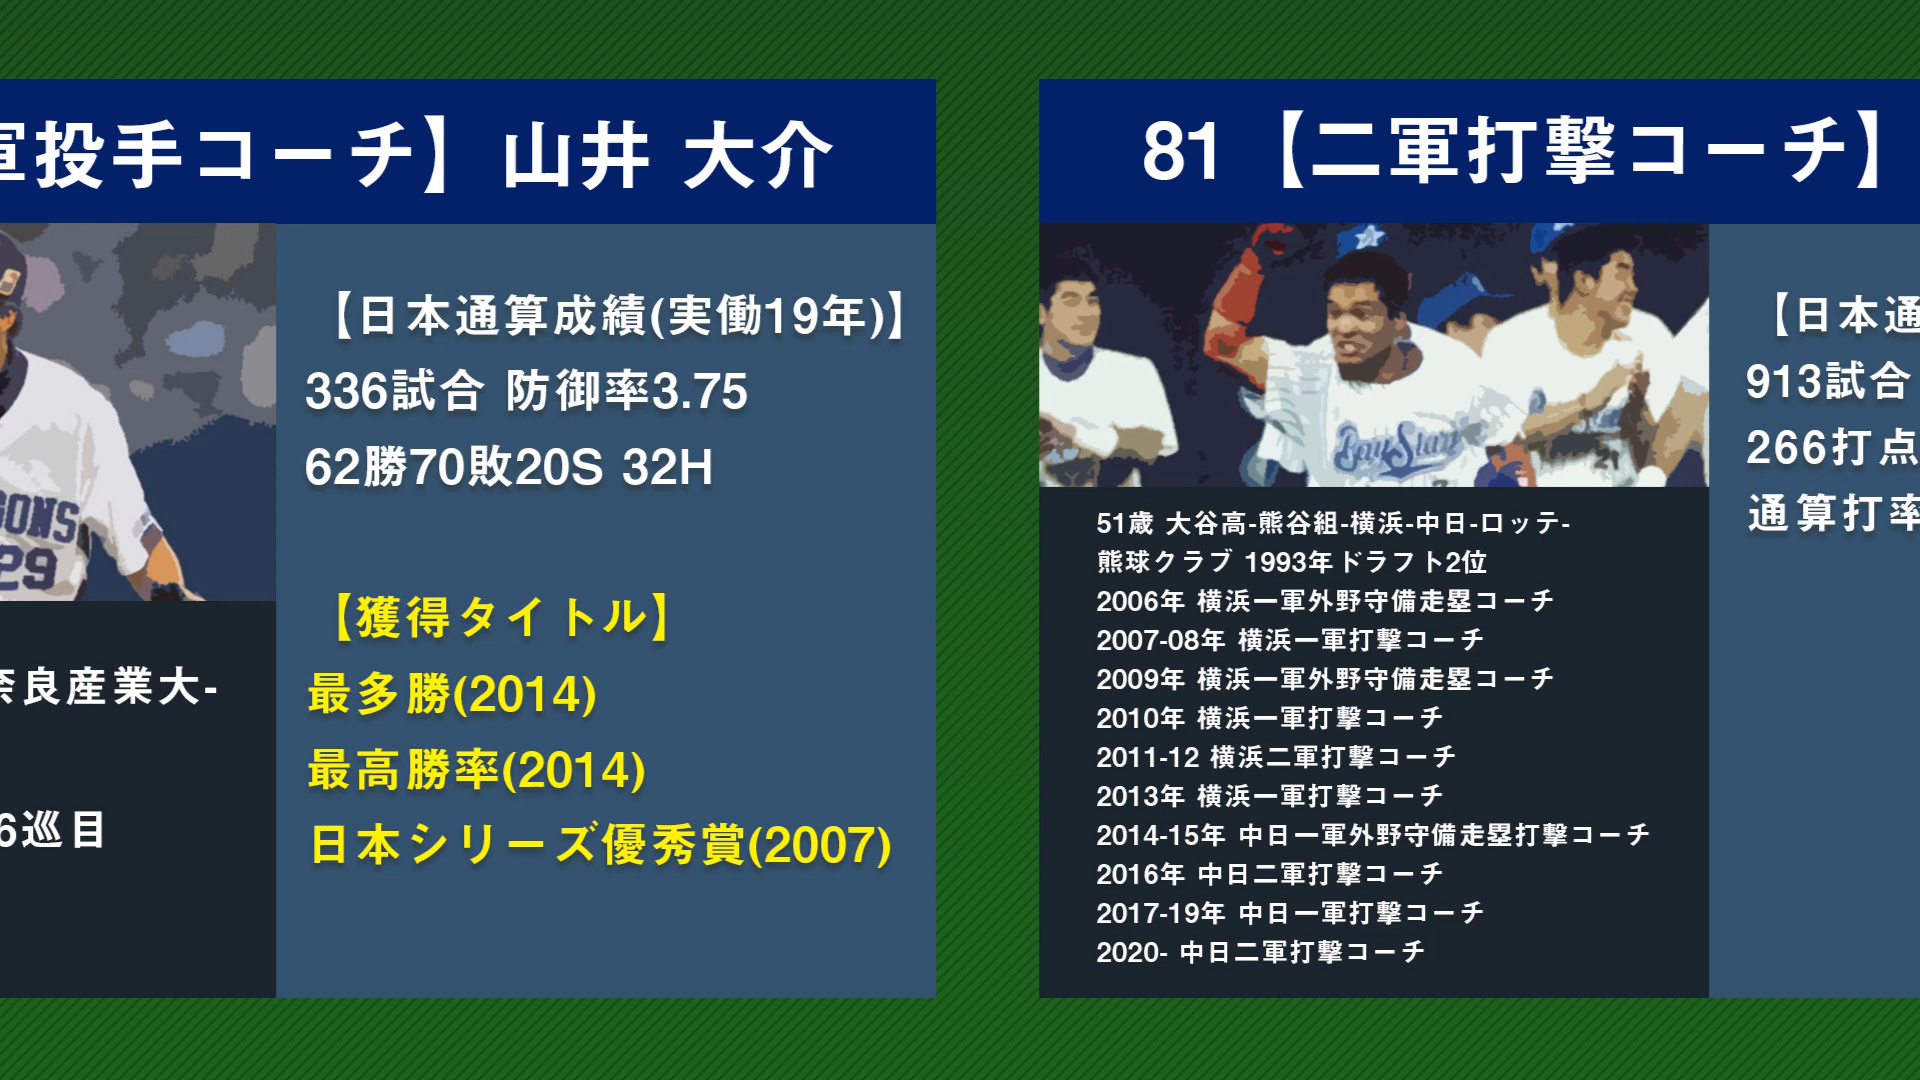 軍投手コーチ】 山井 大介
GONS
29
奈良産業大-
6巡目
【日本通算成績(実働19年)】
336試合 防御率3.75
62勝70敗20S 32H
【獲得タイトル】
最多勝(2014)
最高勝率(2014)
日本シリーズ優秀賞(2007)
81【二軍打撃コーチ】
BayStars
51歳 大谷高-熊谷組-横浜-中日-ロッテ-
熊球クラブ 1993年ドラフト2位
2006年 横浜一軍外野守備走塁コーチ
2007-08年 横浜一軍打撃コーチ
2009年 横浜一軍外野守備走塁コーチ
2010年 横浜一軍打撃コーチ
2011-12 横浜二軍打撃コーチ
2013年 横浜一軍打撃コーチ
2014-15年 中日一軍外野守備走塁打撃コーチ
2016年 中日二軍打撃コーチ
2017-19年 中日一軍打撃コーチ
2020- 中日二軍打撃コーチ
【日本通
913試合
266打点
通算打率